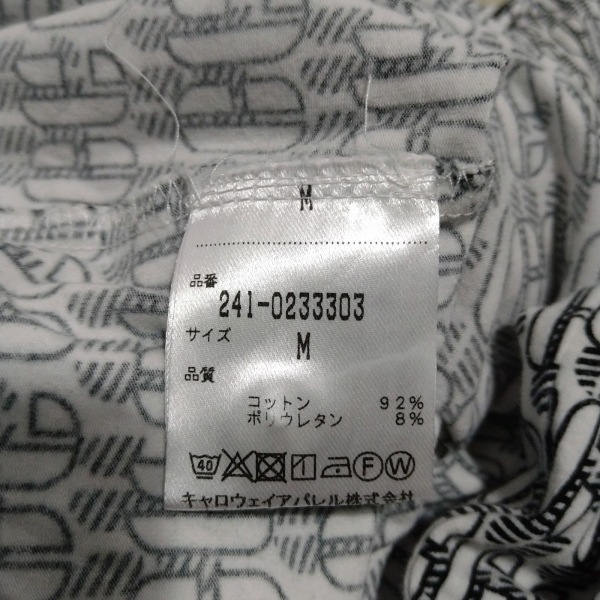 M
品番
241-0233303
サイズ
M
品質
コットン 92%
ポリウレタン 8%
40 F W
キャロウェイアパレル株式会社